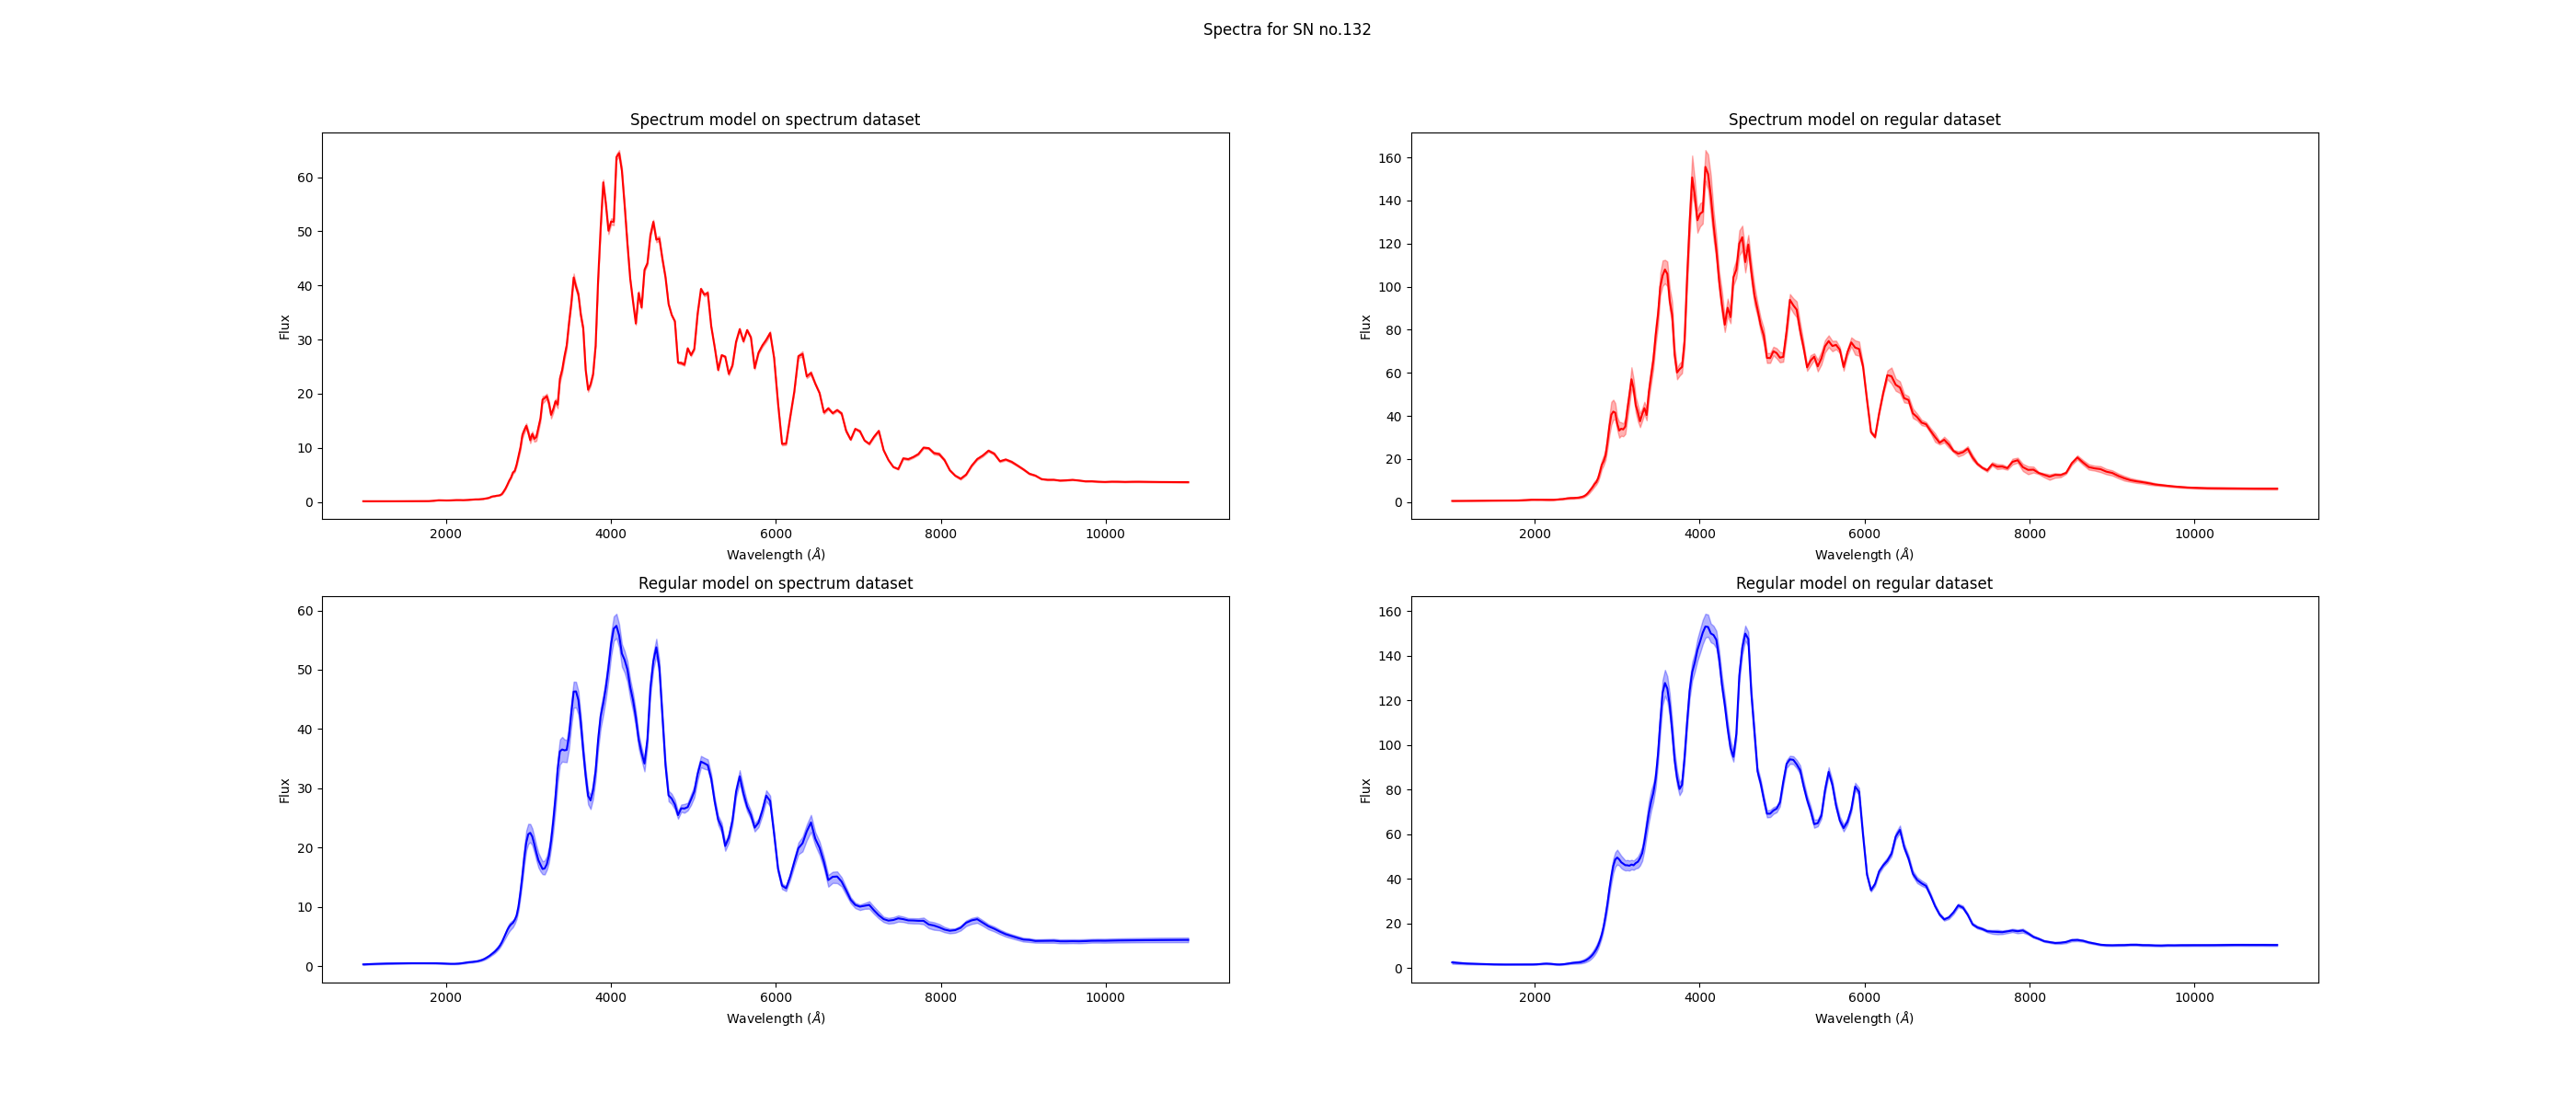 Spectra for SN no.132
Spectrum model on spectrum dataset
60
50
40
30
20
10
0
Flux
2000 4000 6000 8000 10000
Wavelength (Å)
Spectrum model on regular dataset
160
140
120
100
80
60
40
20
0
Flux
2000 4000 6000 8000 10000
Wavelength (Å)
Regular model on spectrum dataset
60
50
40
30
20
10
0
Flux
2000 4000 6000 8000 10000
Wavelength (Å)
Regular model on regular dataset
160
140
120
100
80
60
40
20
0
Flux
2000 4000 6000 8000 10000
Wavelength (Å)